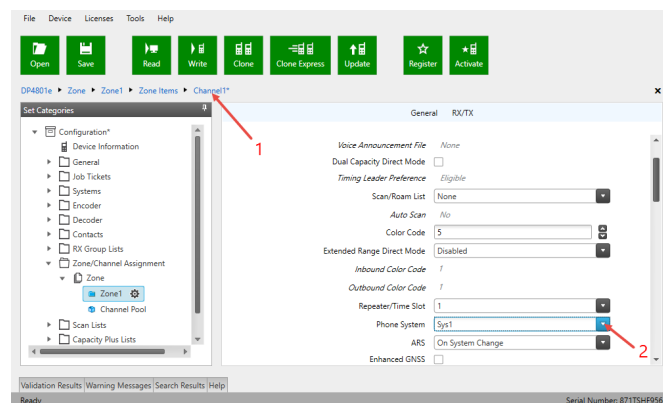 File Device Licenses Tools Help
Open Save Read Write Clone Clone Express Update Register Activate
DP4801e Zone Zone1 Zone Items Channel1*
Set Categories
General RX/TX
Configuration*
Device Information
General
Job Tickets
Systems
Encoder
Decoder
Contacts
RX Group Lists
Zone/Channel Assignment
Zone
Zone1
Channel Pool
Scan Lists
Capacity Plus Lists
1
Voice Announcement File None
Dual Capacity Direct Mode
Timing Leader Preference Eligible
Scan/Roam List None
Auto Scan No
Color Code 5
Extended Range Direct Mode Disabled
Inbound Color Code 1
Outbound Color Code 1
Repeater/Time Slot 1
Phone System Sys1
ARS On System Change
2
Enhanced GNSS
Validation Results Warning Messages Search Results Help
Ready Serial Number: 871TSHF956